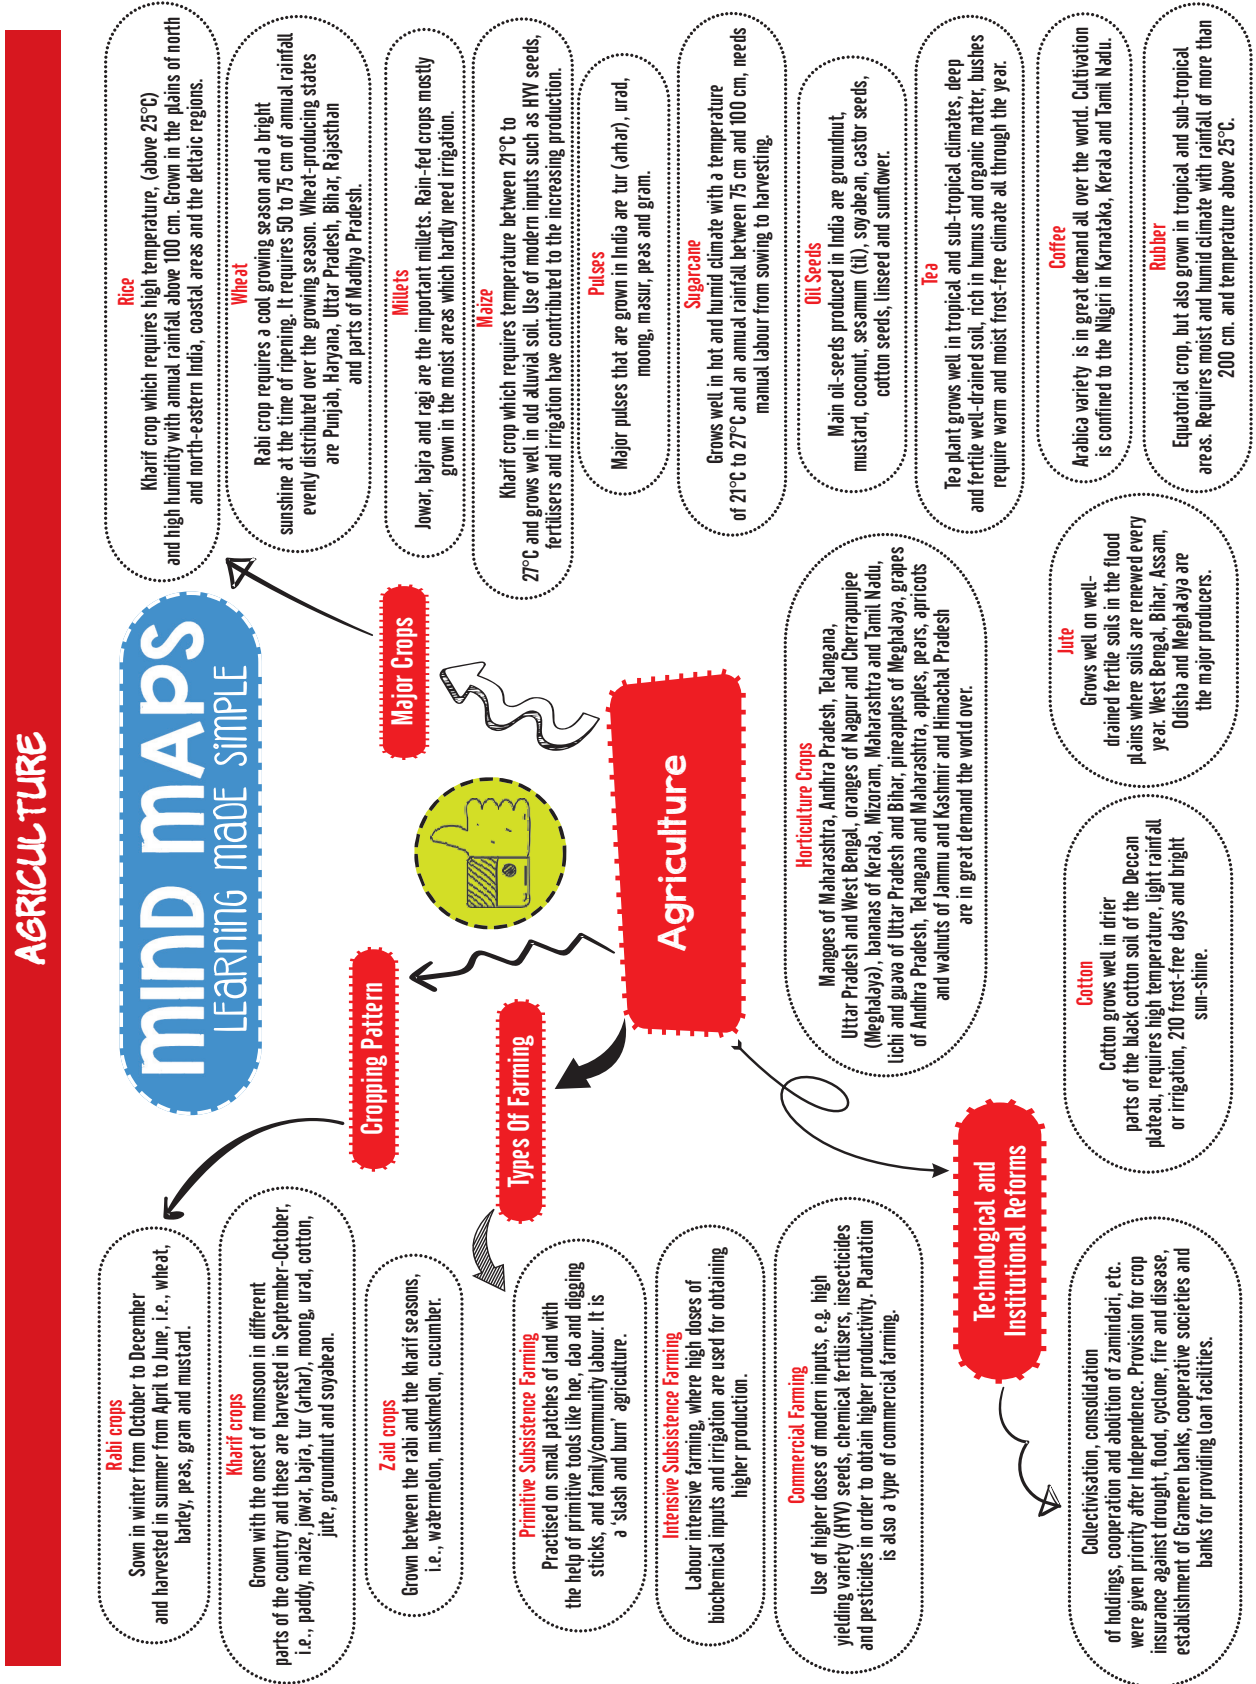 AGRICULTURE
MIND MAPS
LEARNING MADE SIMPLE
Agriculture
Cropping Pattern
Rabi crops
Sown in winter from October to December
and harvested in summer from April to June, i.e., wheat,
barley, peas, gram and mustard.
Kharif crops
Grown with the onset of monsoon in different
parts of the country and these are harvested in September-October,
i.e., paddy, maize, jowar, bajra, tur (arhar), moong, urad, cotton,
jute, groundnut and soyabean.
Zaid crops
Grown between the rabi and the kharif seasons,
i.e., watermelon, muskmelon, cucumber.
Types Of Farming
Primitive Subsistence Farming
Practised on small patches of land with
the help of primitive tools like hoe, dao and digging
sticks, and family/community labour. It is
a 'slash and burn' agriculture.
Intensive Subsistence Farming
Labour intensive farming, where high doses of
biochemical inputs and irrigation are used for obtaining
higher production.
Commercial Farming
Use of higher doses of modern inputs, e.g. high
yielding variety (HYV) seeds, chemical fertilisers, insecticides
and pesticides in order to obtain higher productivity. Plantation
is also a type of commercial farming.
Technological and
Institutional Reforms
Collectivisation, consolidation
of holdings, cooperation and abolition of zamindari, etc.
were given priority after Independence. Provision for crop
insurance against drought, flood, cyclone, fire and disease,
establishment of Grameen banks, cooperative societies and
banks for providing loan facilities.
Major Crops
Rice
Kharif crop which requires high temperature, (above 25°C)
and high humidity with annual rainfall above 100 cm. Grown in the plains of north
and north-eastern India, coastal areas and the deltaic regions.
Wheat
Rabi crop requires a cool growing season and a bright
sunshine at the time of ripening. It requires 50 to 75 cm of annual rainfall
evenly distributed over the growing season. Wheat-producing states
are Punjab, Haryana, Uttar Pradesh, Bihar, Rajasthan
and parts of Madhya Pradesh.
Millets
Jowar, bajra and ragi are the important millets. Rain-fed crops mostly
grown in the moist areas which hardly need irrigation.
Maize
Kharif crop which requires temperature between 21°C to
27°C and grows well in old alluvial soil. Use of modern inputs such as HYV seeds,
fertilisers and irrigation have contributed to the increasing production.
Pulses
Major pulses that are grown in India are tur (arhar), urad,
moong, masur, peas and gram.
Sugarcane
Grows well in hot and humid climate with a temperature
of 21°C to 27°C and an annual rainfall between 75 cm and 100 cm, needs
manual labour from sowing to harvesting.
Oil Seeds
Main oil-seeds produced in India are groundnut,
mustard, coconut, sesamum (til), soyabean, castor seeds,
cotton seeds, linseed and sunflower.
Tea
Tea plant grows well in tropical and sub-tropical climates, deep
and fertile well-drained soil, rich in humus and organic matter, bushes
require warm and moist frost-free climate all through the year.
Coffee
Arabica variety is in great demand all over the world. Cultivation
is confined to the Nilgiri in Karnataka, Kerala and Tamil Nadu.
Rubber
Equatorial crop, but also grown in tropical and sub-tropical
areas. Requires moist and humid climate with rainfall of more than
200 cm. and temperature above 25°C.
Horticulture Crops
Mangoes of Maharashtra, Andhra Pradesh, Telangana,
Uttar Pradesh and West Bengal, oranges of Nagpur and Cherrapunjee
(Meghalaya), bananas of Kerala, Mizoram, Maharashtra and Tamil Nadu,
lichi and guava of Uttar Pradesh and Bihar, pineapples of Meghalaya, grapes
of Andhra Pradesh, Telangana and Maharashtra, apples, pears, apricots
and walnuts of Jammu and Kashmir and Himachal Pradesh
are in great demand the world over.
Cotton
Cotton grows well in drier
parts of the black cotton soil of the Deccan
plateau, requires high temperature, light rainfall
or irrigation, 210 frost-free days and bright
sun-shine.
Jute
Grows well on well-
drained fertile soils in the flood
plains where soils are renewed every
year. West Bengal, Bihar, Assam,
Odisha and Meghalaya are
the major producers.